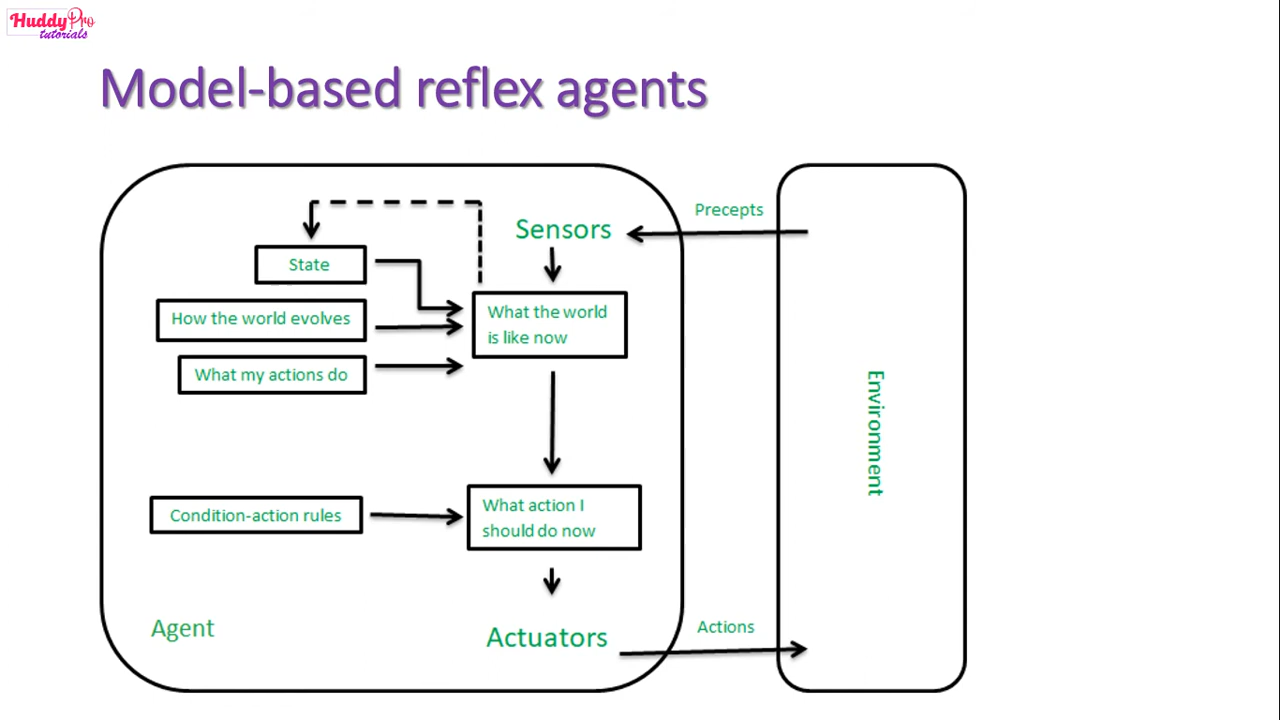 HuddyPro
tutorials
Model-based reflex agents
Precepts
Sensors
State
What the world
is like now
How the world evolves
What my actions do
Environment
Condition-action rules
What action I
should do now
Agent
Actuators
Actions